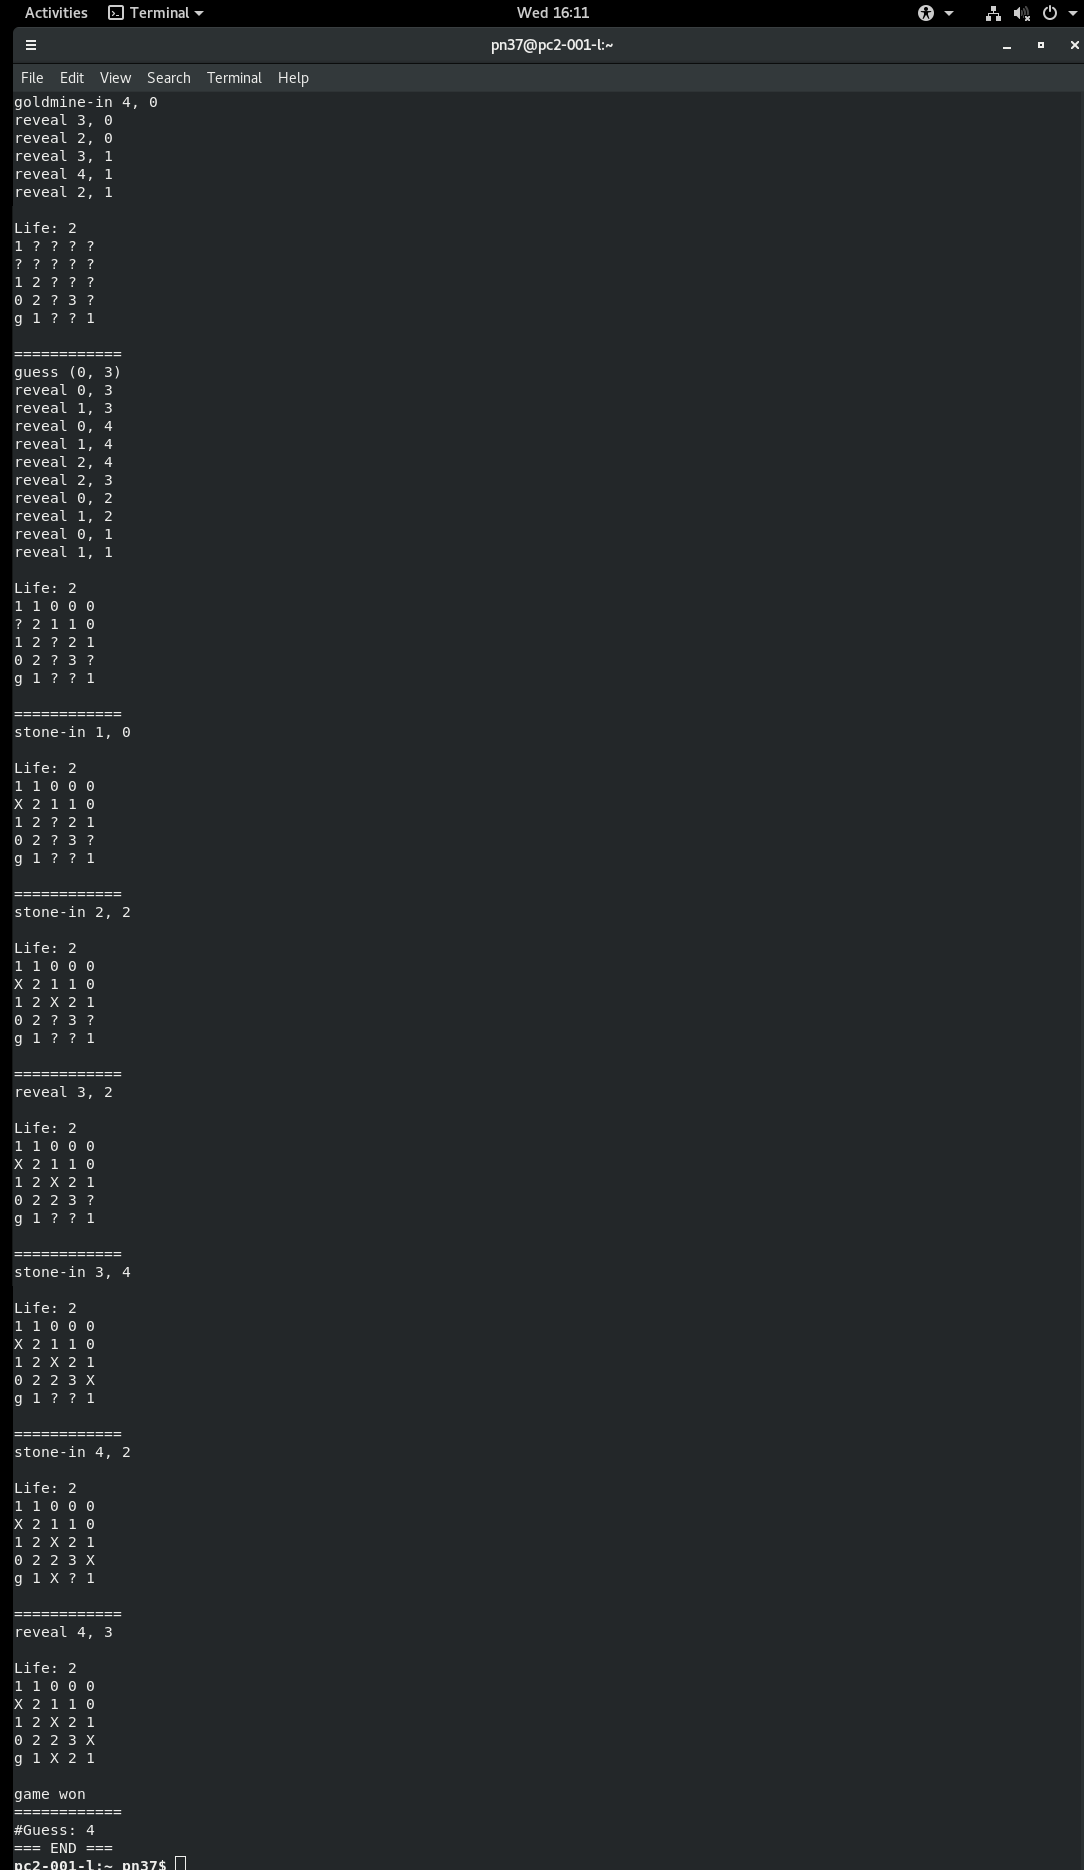 Activities Terminal Wed 16:11
pn37@pc2-001-l:~
File Edit View Search Terminal Help
goldmine-in 4, 0
reveal 3, 0
reveal 2, 0
reveal 3, 1
reveal 4, 1
reveal 2, 1
Life: 2
1 ? ? ? ?
? ? ? ? ?
1 2 ? ? ?
0 2 ? 3 ?
g 1 ? ? 1
============
guess (0, 3)
reveal 0, 3
reveal 1, 3
reveal 0, 4
reveal 1, 4
reveal 2, 4
reveal 2, 3
reveal 0, 2
reveal 1, 2
reveal 0, 1
reveal 1, 1
Life: 2
1 1 0 0 0
? 2 1 1 0
1 2 ? 2 1
0 2 ? 3 ?
g 1 ? ? 1
============
stone-in 1, 0
Life: 2
1 1 0 0 0
X 2 1 1 0
1 2 ? 2 1
0 2 ? 3 ?
g 1 ? ? 1
============
stone-in 2, 2
Life: 2
1 1 0 0 0
X 2 1 1 0
1 2 X 2 1
0 2 ? 3 ?
g 1 ? ? 1
============
reveal 3, 2
Life: 2
1 1 0 0 0
X 2 1 1 0
1 2 X 2 1
0 2 2 3 ?
g 1 ? ? 1
============
stone-in 3, 4
Life: 2
1 1 0 0 0
X 2 1 1 0
1 2 X 2 1
0 2 2 3 X
g 1 ? ? 1
============
stone-in 4, 2
Life: 2
1 1 0 0 0
X 2 1 1 0
1 2 X 2 1
0 2 2 3 X
g 1 X ? 1
============
reveal 4, 3
Life: 2
1 1 0 0 0
X 2 1 1 0
1 2 X 2 1
0 2 2 3 X
g 1 X 2 1
game won
============
#Guess: 4
=== END ===
pc2-001-l:~ pn37$